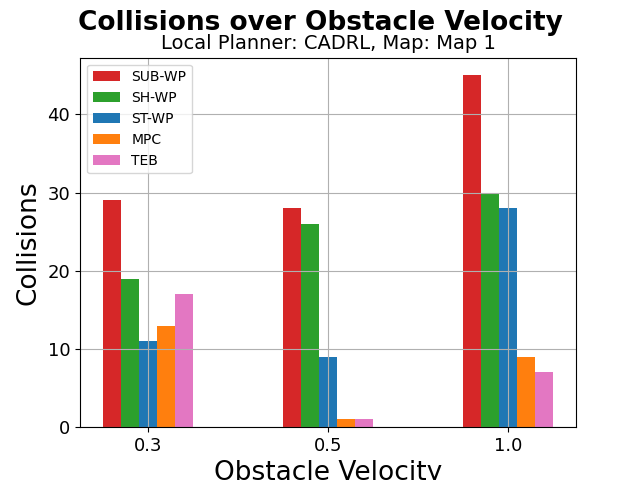 Collisions over Obstacle Velocity
Local Planner: CADRL, Map: Map 1
SUB-WP
SH-WP
ST-WP
MPC
TEB
Collisions
40
30
20
10
0
0.3 0.5 1.0
Obstacle Velocity